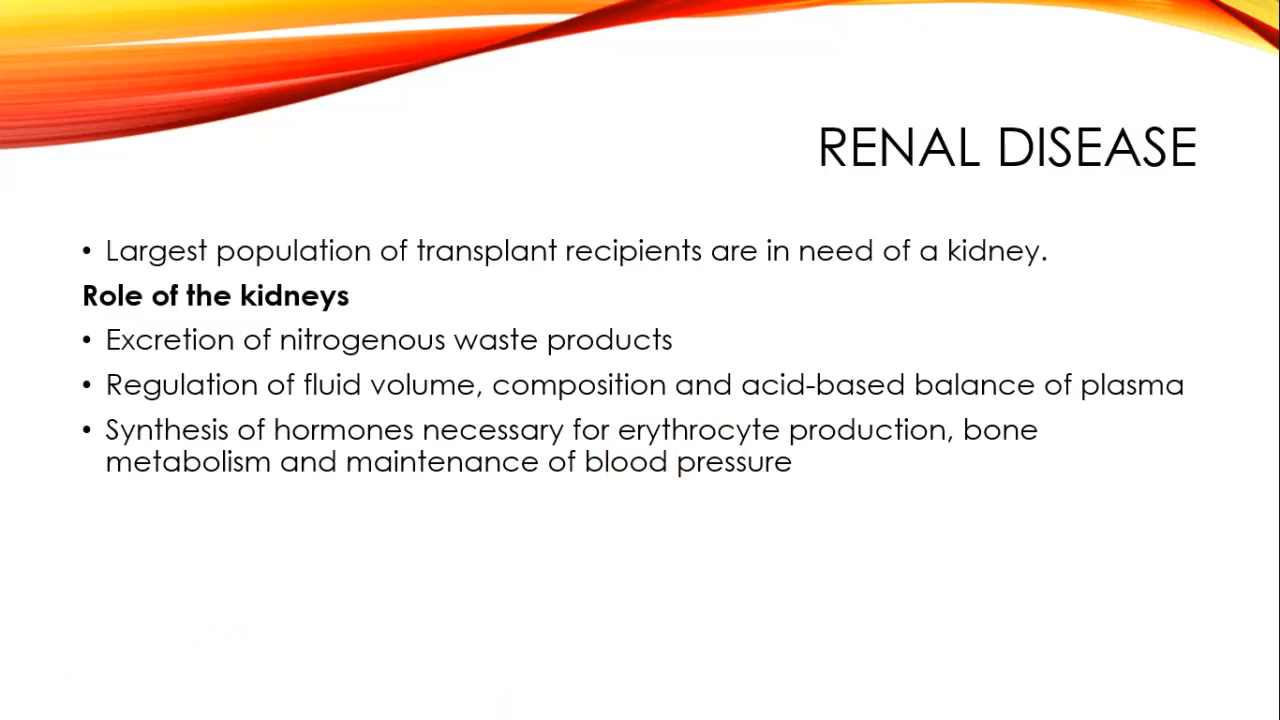 RENAL DISEASE
• Largest population of transplant recipients are in need of a kidney.
Role of the kidneys
• Excretion of nitrogenous waste products
• Regulation of fluid volume, composition and acid-based balance of plasma
• Synthesis of hormones necessary for erythrocyte production, bone
metabolism and maintenance of blood pressure